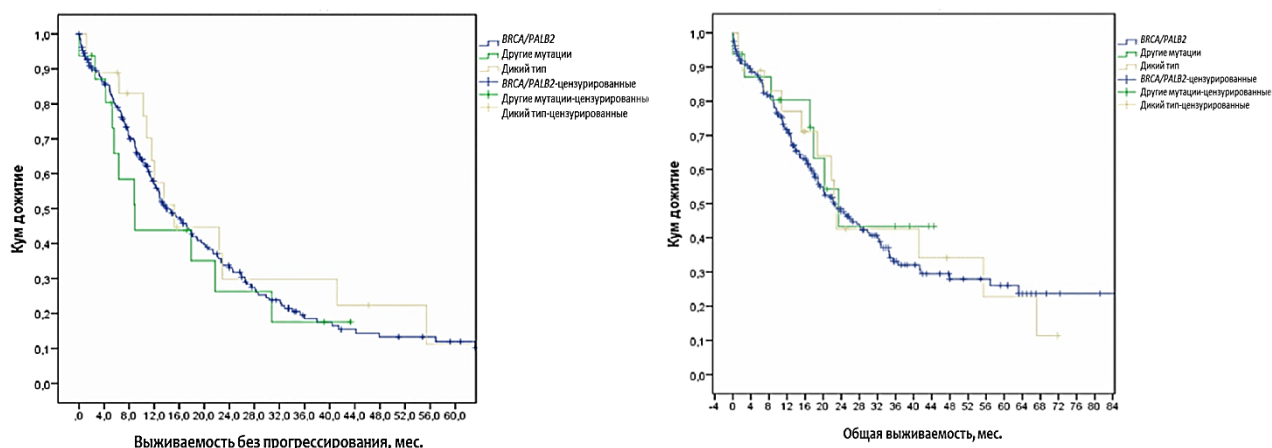 1,0
0,9
0,8
0,7
0,6
0,5
0,4
0,3
0,2
0,1
0,0
Кум дожитие
,0 4,0 8,0 12,0 16,0 20,0 24,0 28,0 32,0 36,0 40,0 44,0 48,0 52,0 56,0 60,0
Выживаемость без прогрессирования, мес.
BRCA/PALB2
Другие мутации
Дикий тип
BRCA/PALB2-цензурированные
Другие мутации-цензурированны
Дикий тип-цензурированные
1,0
0,9
0,8
0,7
0,6
0,5
0,4
0,3
0,2
0,1
0,0
Кум дожитие
-4 0 4 8 12 16 20 24 28 32 36 40 44 48 52 56 60 64 68 72 76 80 84
Общая выживаемость, мес.
BRCA/PALB2
Другие мутации
Дикий тип
BRCA/PALB2-цензурированные
Другие мутации-цензурированные
Дикий тип-цензурированные